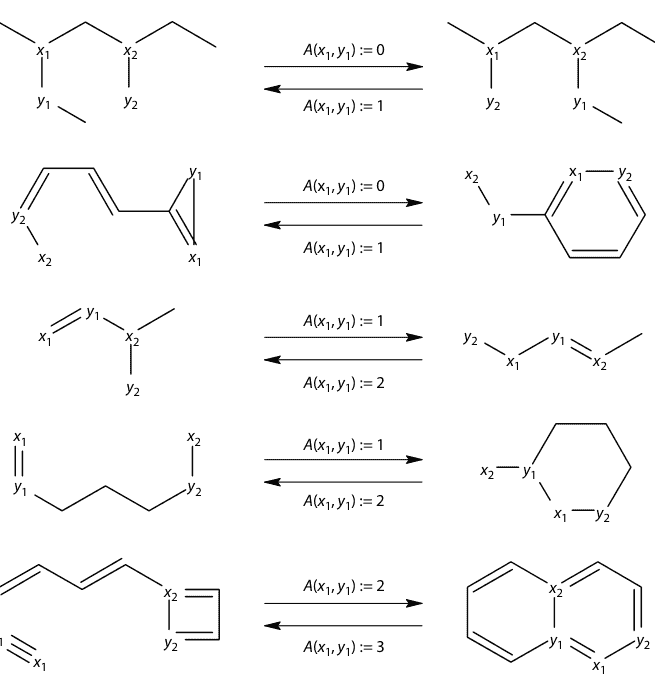 x1 x2 A(x1, y1) := 0 x1 x2
y1 y2 A(x1, y1) := 1 y2 y1
y1 A(x1, y1) := 0 x2 x1 y2
y2 y1
x2 x1 A(x1, y1) := 1
x1 y1 x2 A(x1, y1) := 1 y2 x1 y1 x2
y2 A(x1, y1) := 2
x1 x2 A(x1, y1) := 1
y1 y2 A(x1, y1) := 2 x2 y1 x1 y2
x2 A(x1, y1) := 2 x2
y2 A(x1, y1) := 3 y1 y2
x1 x1